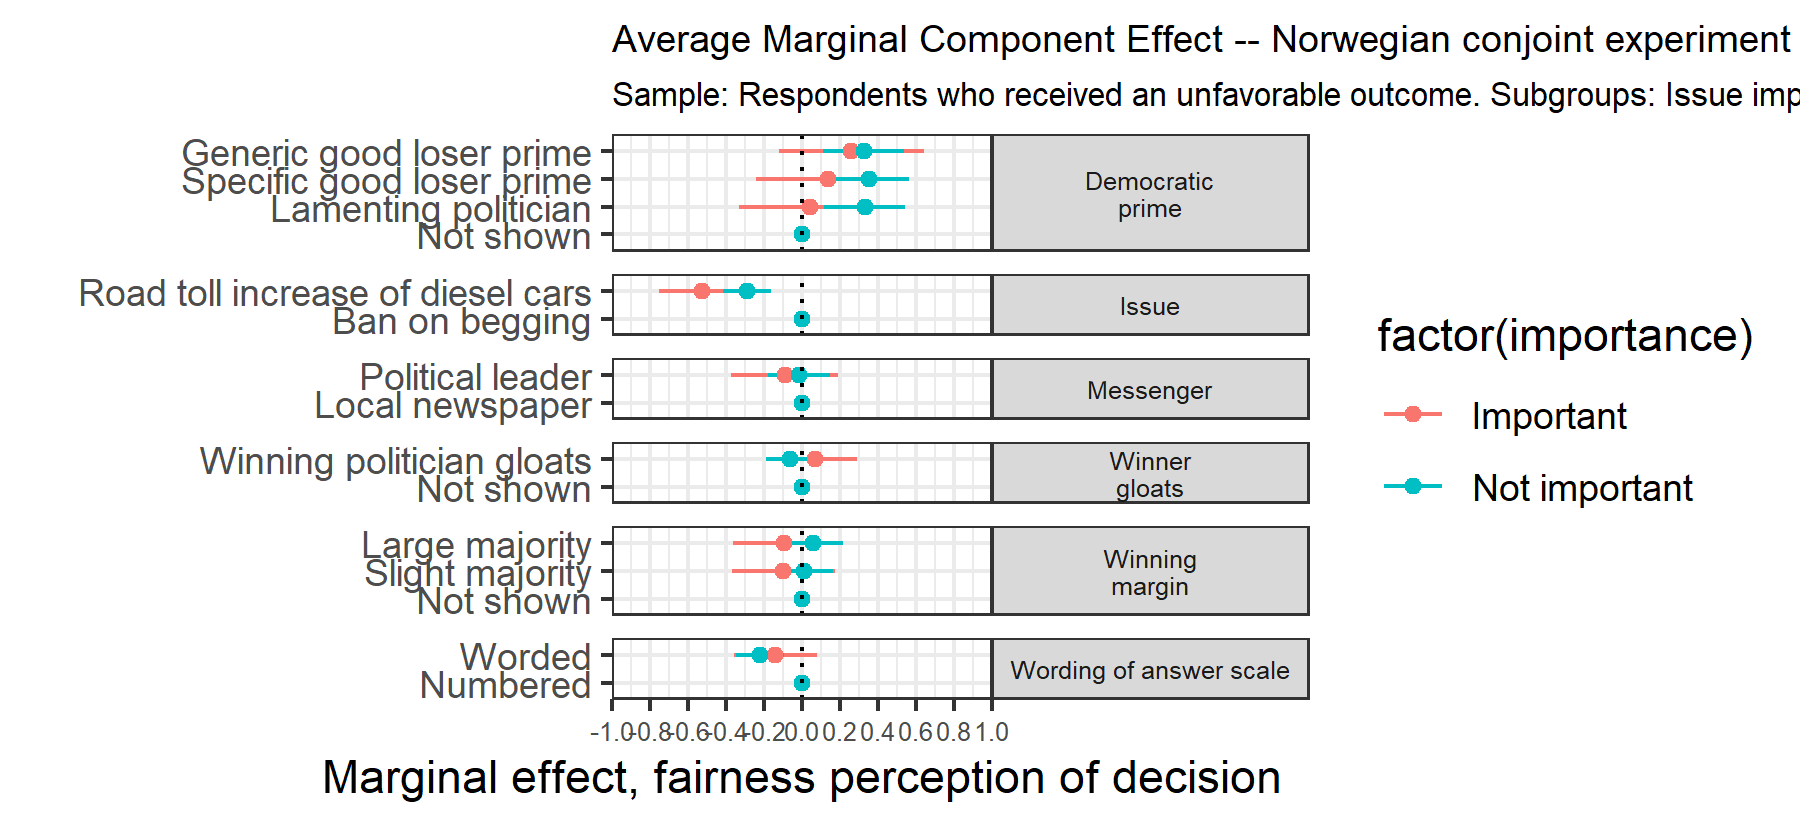 Average Marginal Component Effect -- Norwegian conjoint experiment
Sample: Respondents who received an unfavorable outcome. Subgroups: Issue imp
Generic good loser prime
Specific good loser prime
Lamenting politician
Not shown
Democratic
prime
Road toll increase of diesel cars
Ban on begging
Issue
Political leader
Local newspaper
Messenger
Winning politician gloats
Not shown
Winner
gloats
Large majority
Slight majority
Not shown
Winning
margin
Worded
Numbered
Wording of answer scale
-1.0 -0.8 -0.6 -0.4 -0.2 0.0 0.2 0.4 0.6 0.8 1.0
Marginal effect, fairness perception of decision
factor(importance)
Important
Not important